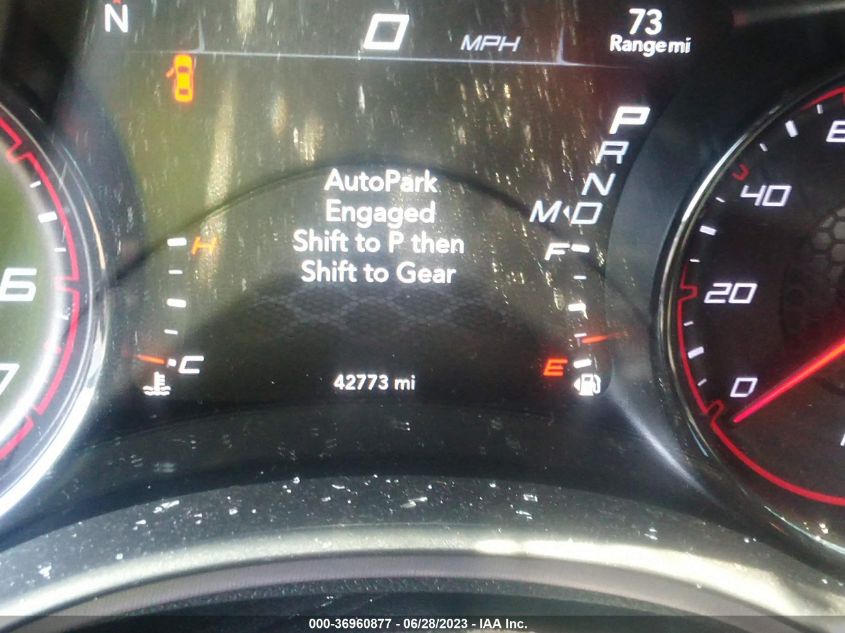 N
0 MPH
73
Range mi
P
R
N
M D
AutoPark
Engaged
Shift to P then
Shift to Gear
H
C
F
E
42773 mi
6
7
40
20
0
000-36960877 - 06/28/2023 - IAA Inc.